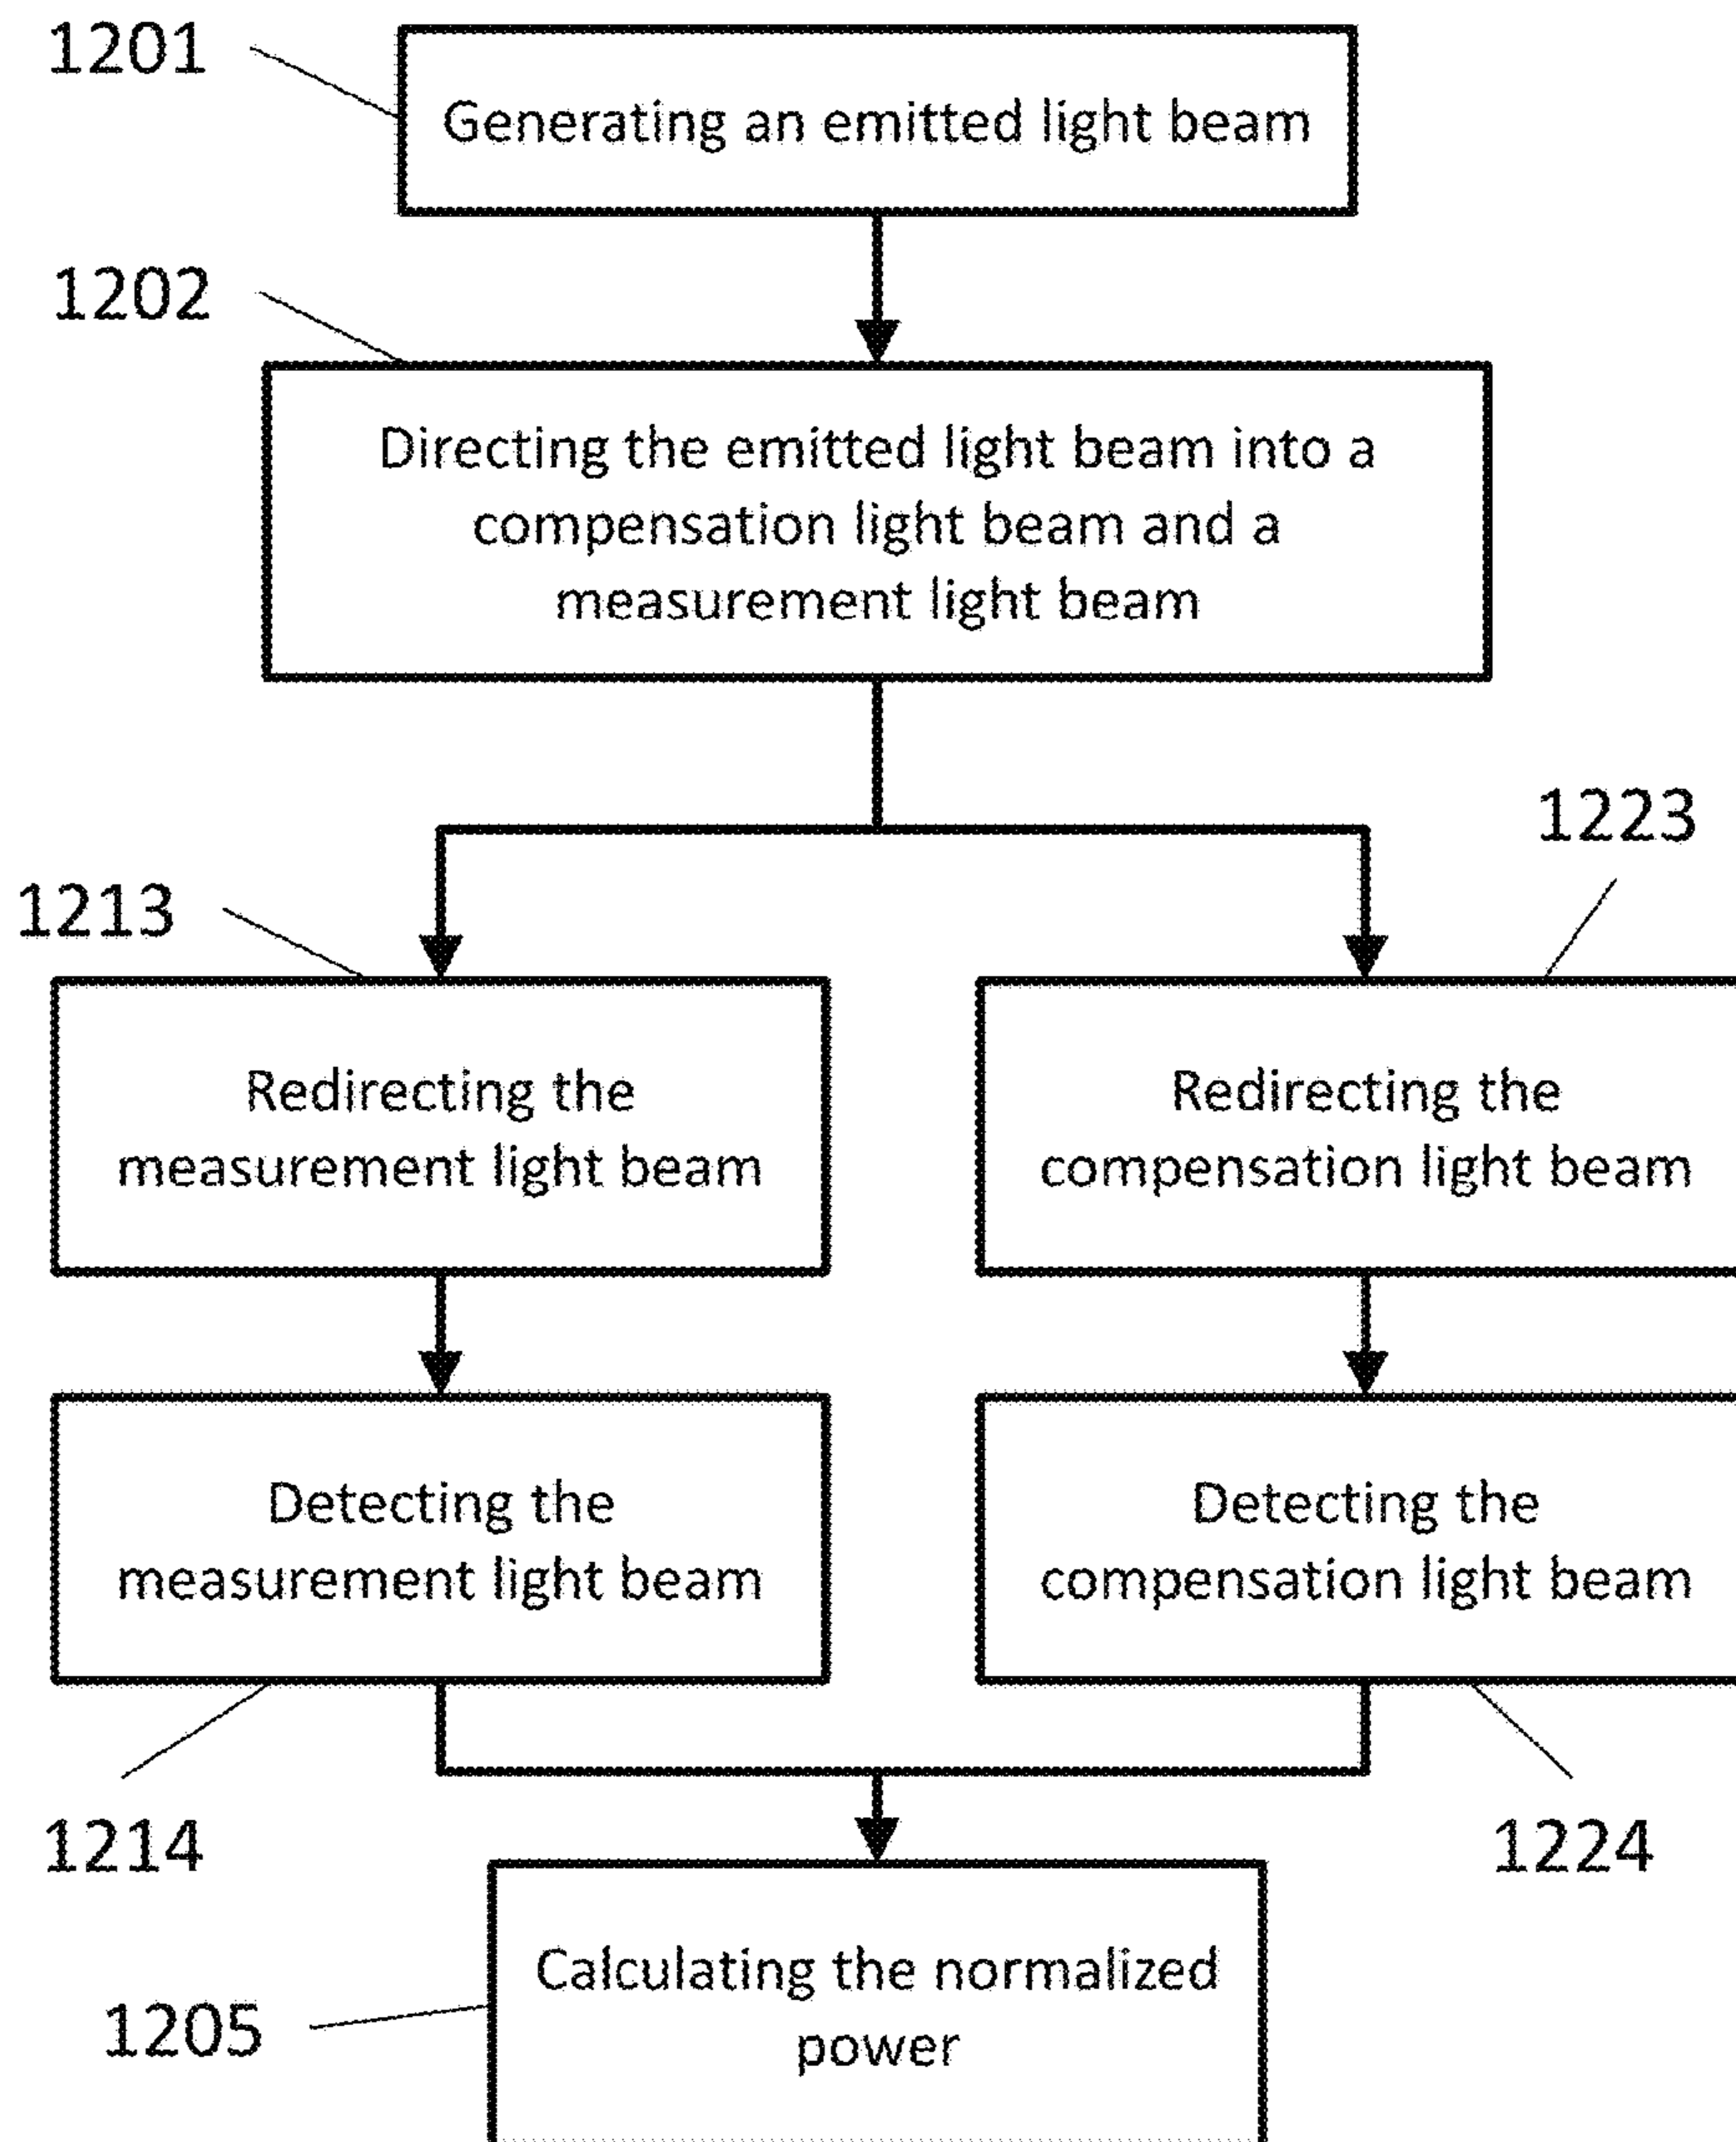 1201
Generating an emitted light beam
1202
Directing the emitted light beam into a
compensation light beam and a
measurement light beam
1223
1213
Redirecting the
measurement light beam
Redirecting the
compensation light beam
Detecting the
measurement light beam
Detecting the
compensation light beam
1214
1224
Calculating the normalized
power
1205